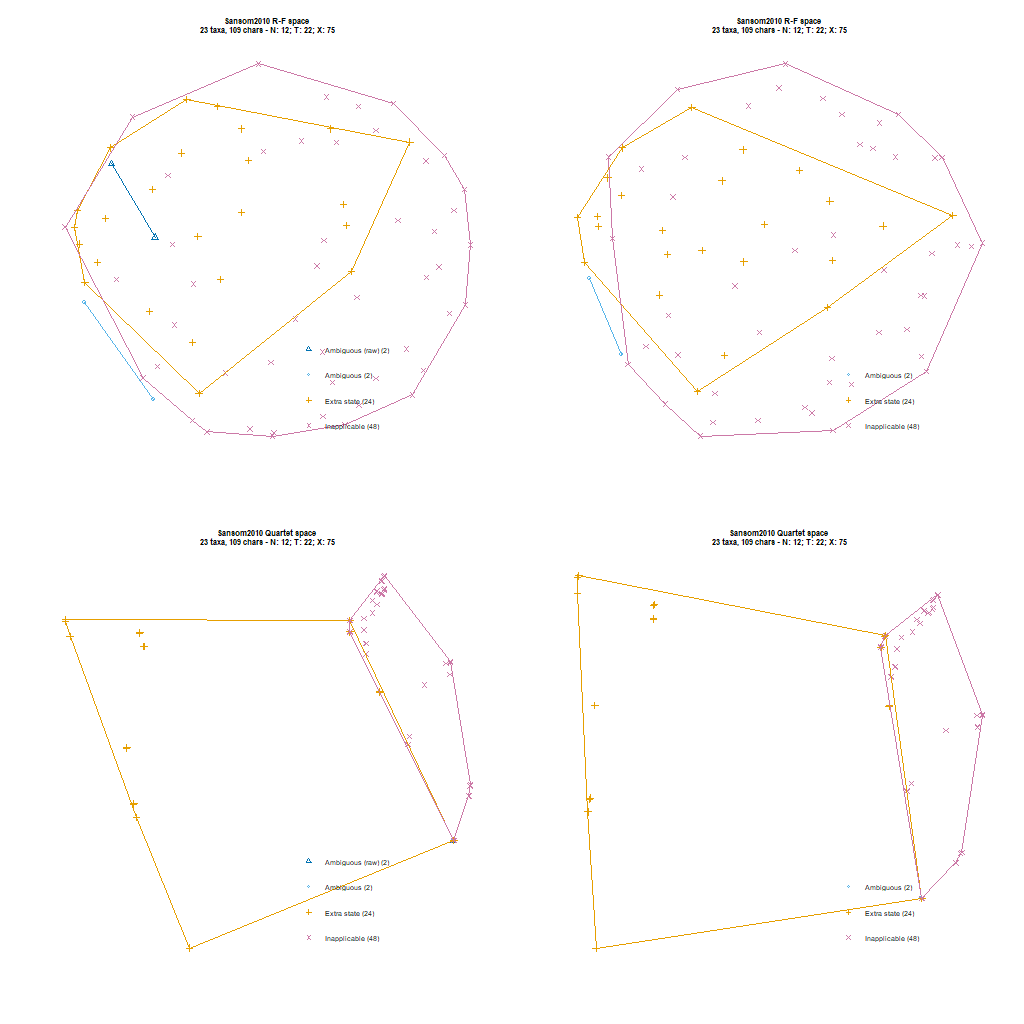 Sansom2010 R-F space
23 taxa, 109 chars - N: 12; T: 22; X: 75
Ambiguous (raw) (2)
Ambiguous (2)
Extra state (24)
Inapplicable (48)
Sansom2010 R-F space
23 taxa, 109 chars - N: 12; T: 22; X: 75
Ambiguous (2)
Extra state (24)
Inapplicable (48)
Sansom2010 Quartet space
23 taxa, 109 chars - N: 12; T: 22; X: 75
Ambiguous (raw) (2)
Ambiguous (2)
Extra state (24)
Inapplicable (48)
Sansom2010 Quartet space
23 taxa, 109 chars - N: 12; T: 22; X: 75
Ambiguous (2)
Extra state (24)
Inapplicable (48)